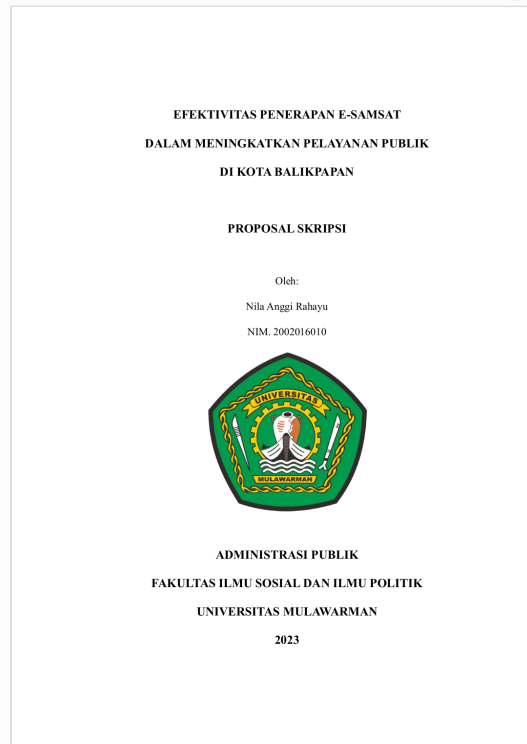 EFEKTIVITAS PENERAPAN E-SAMSAT
DALAM MENINGKATKAN PELAYANAN PUBLIK
DI KOTA BALIKPAPAN
PROPOSAL SKRIPSI
Oleh:
Nila Anggi Rahayu
NIM. 2002016010
UNIVERSITAS
MULAWARMAN
ADMINISTRASI PUBLIK
FAKULTAS ILMU SOSIAL DAN ILMU POLITIK
UNIVERSITAS MULAWARMAN
2023